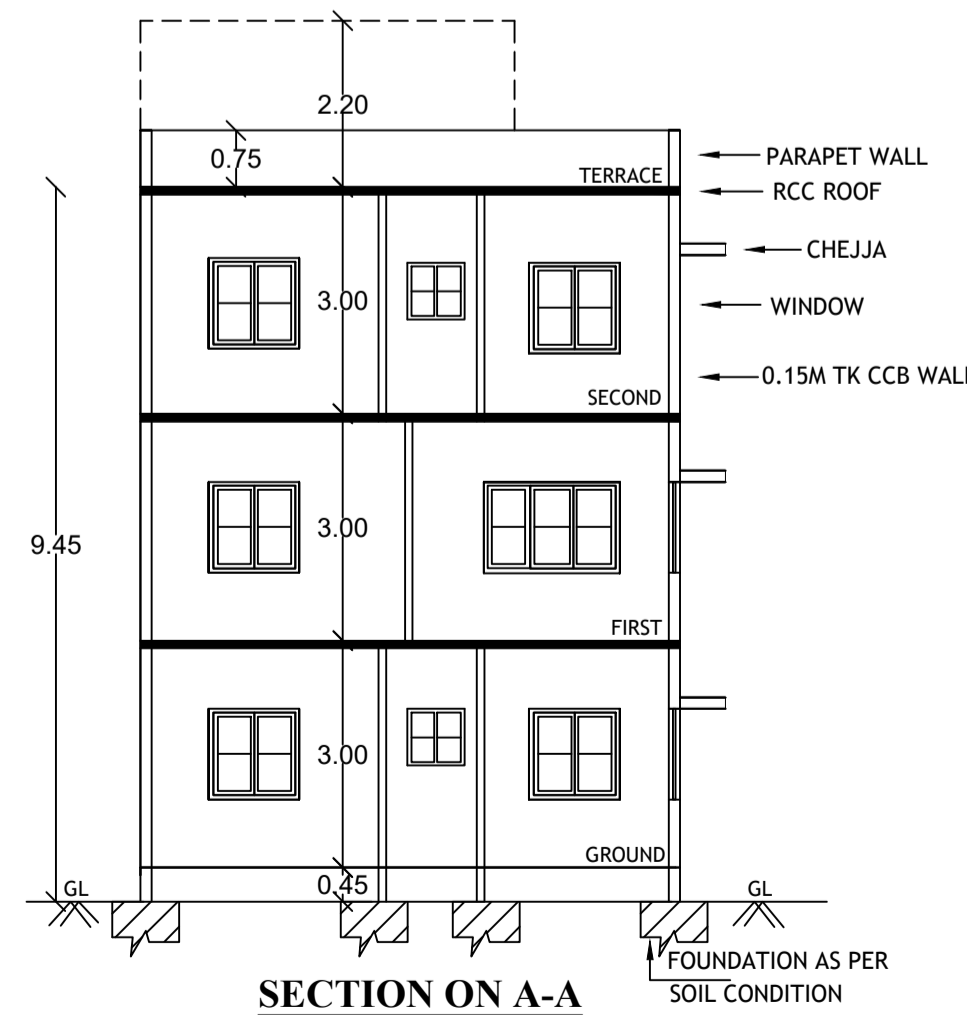 2.20
0.75
TERRACE
PARAPET WALL
RCC ROOF
CHEJJA
3.00
WINDOW
0.15M TK CCB WALL
SECOND
3.00
9.45
FIRST
3.00
GROUND
0.45
GL
GL
FOUNDATION AS PER
SOIL CONDITION
SECTION ON A-A